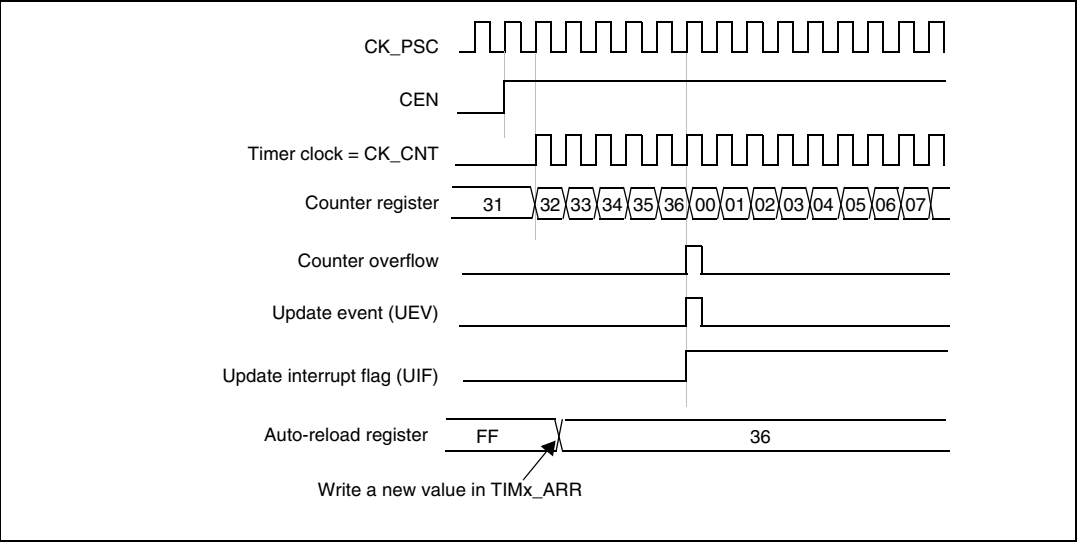 CK_PSC
CEN
Timer clock = CK_CNT
Counter register 31 32 33 34 35 36 00 01 02 03 04 05 06 07
Counter overflow
Update event (UEV)
Update interrupt flag (UIF)
Auto-reload register FF 36
Write a new value in TIMx_ARR